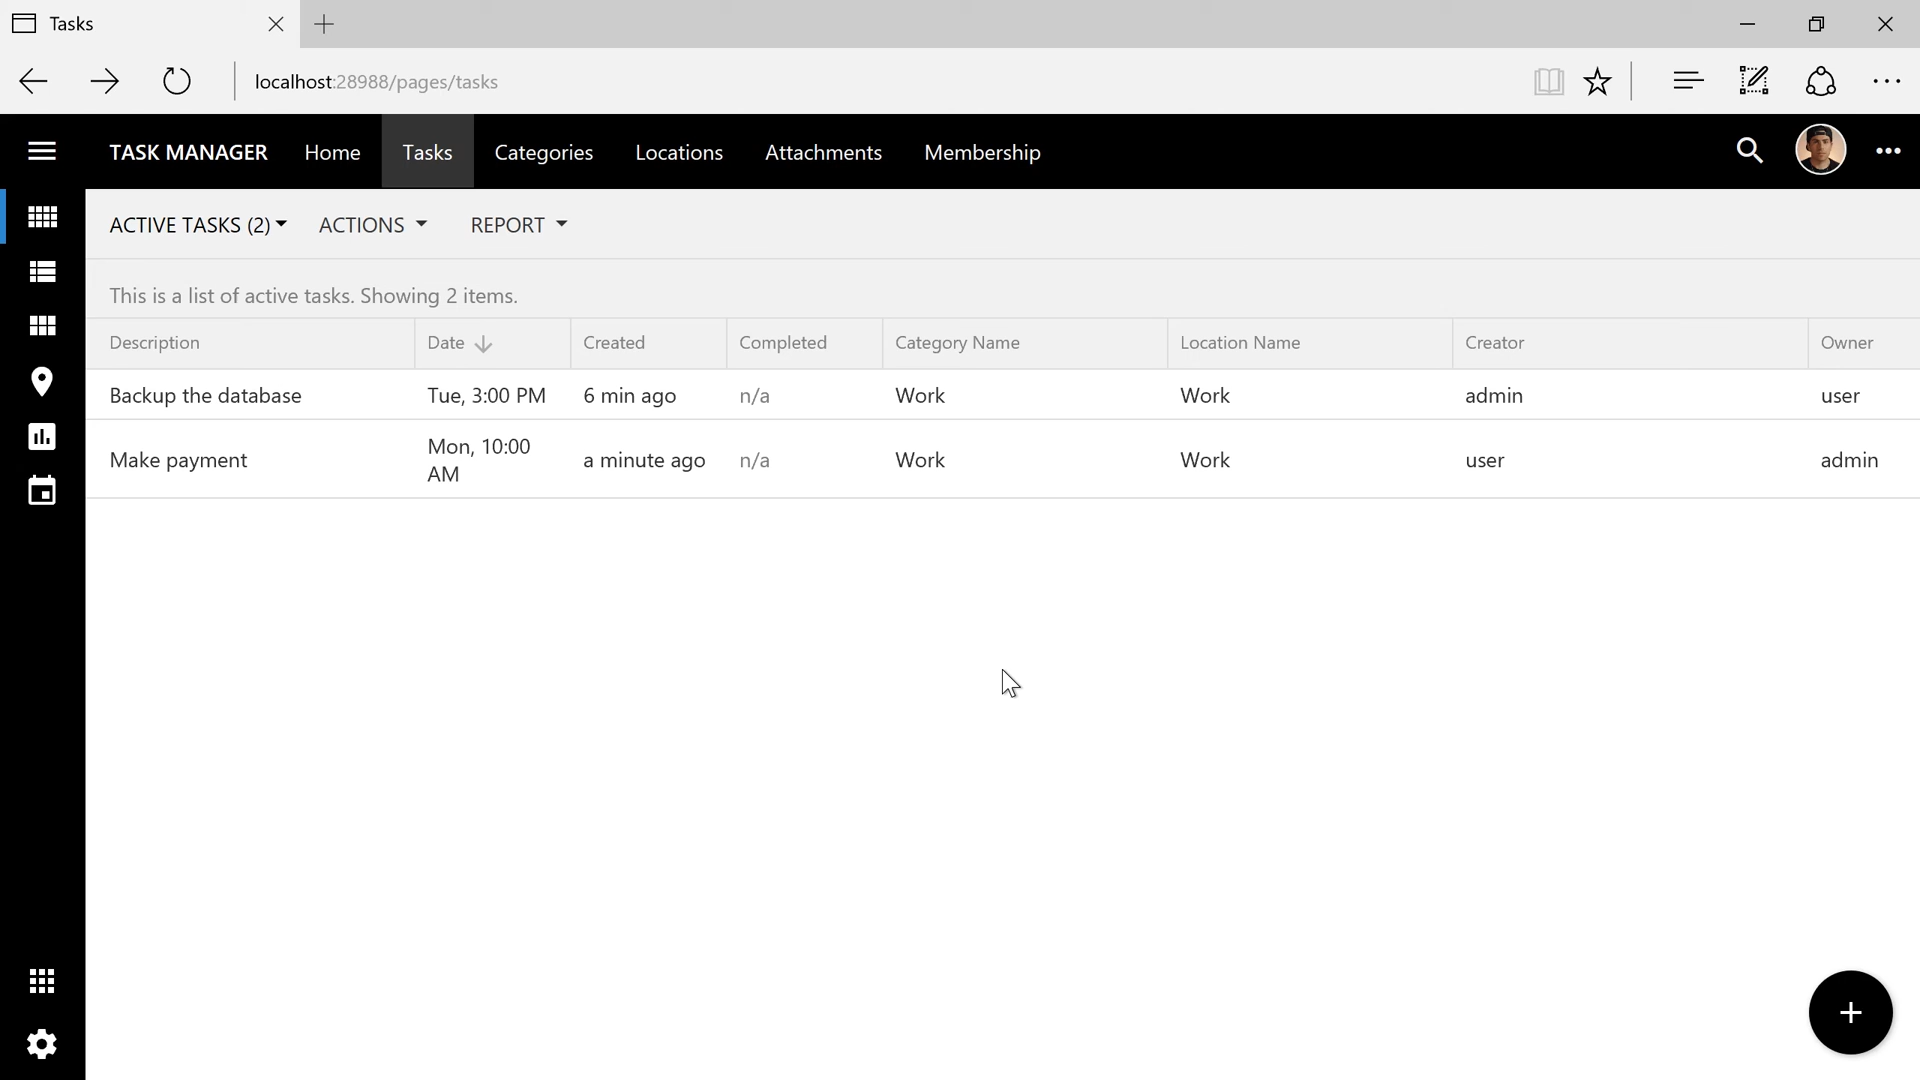 Tasks
localhost:28988/pages/tasks
TASK MANAGER Home Tasks Categories Locations Attachments Membership
ACTIVE TASKS (2) ACTIONS REPORT
This is a list of active tasks. Showing 2 items.
Description Date Created Completed Category Name Location Name Creator Owner
Backup the database Tue, 3:00 PM 6 min ago n/a Work Work admin user
Make payment Mon, 10:00 AM a minute ago n/a Work Work user admin